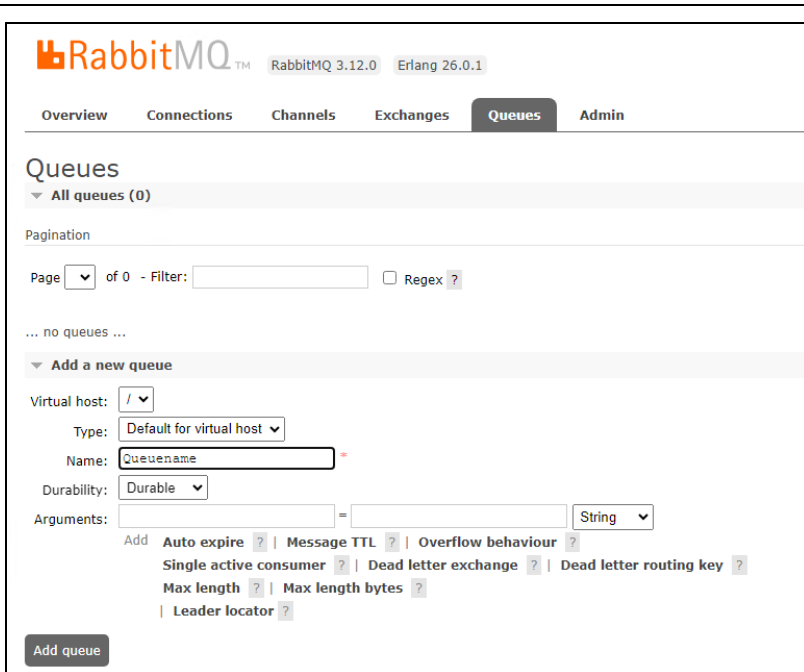 RabbitMQ TM RabbitMQ 3.12.0 Erlang 26.0.1
Overview Connections Channels Exchanges Queues Admin
Queues
All queues (0)
Pagination
Page of 0 - Filter: Regex ?
... no queues ...
Add a new queue
Virtual host: /
Type: Default for virtual host
Name: Queuename *
Durability: Durable
Arguments: = String
Add Auto expire ? | Message TTL ? | Overflow behaviour ?
Single active consumer ? | Dead letter exchange ? | Dead letter routing key ?
Max length ? | Max length bytes ?
| Leader locator ?
Add queue